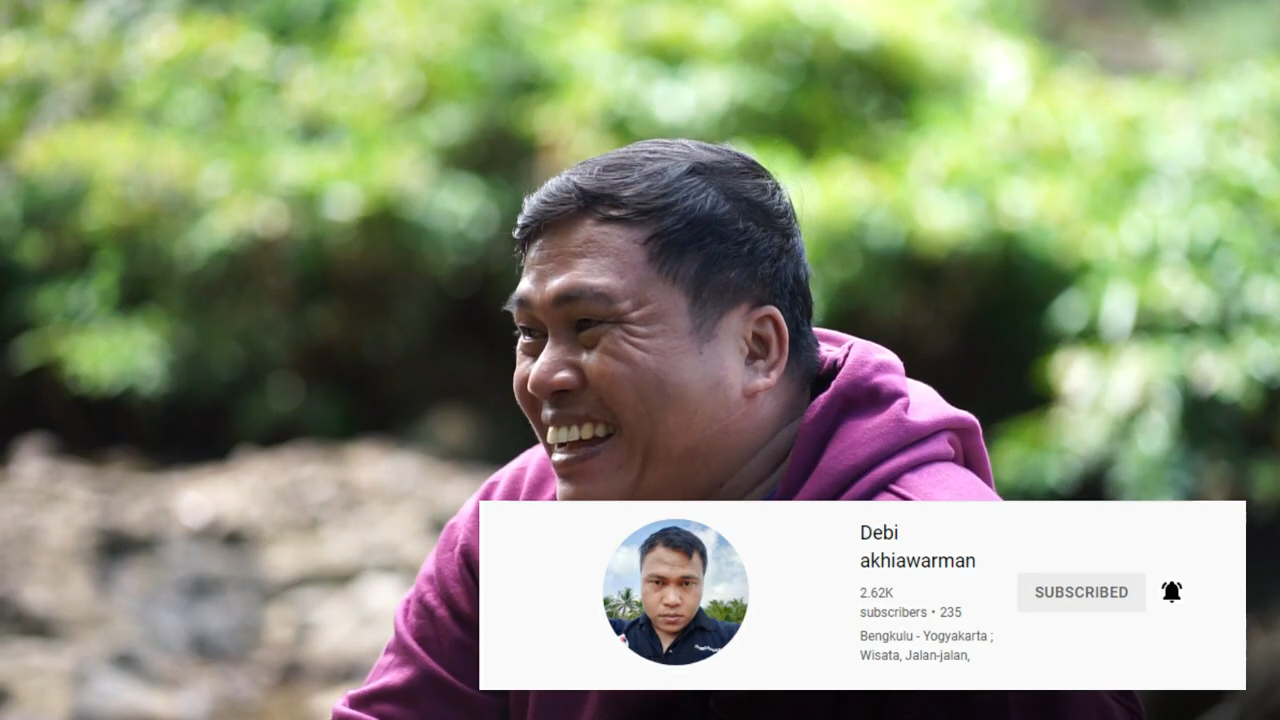 Debi
akhiawarman
2.62K
subscribers • 235
Bengkulu - Yogyakarta ;
Wisata, Jalan-jalan,
SUBSCRIBED